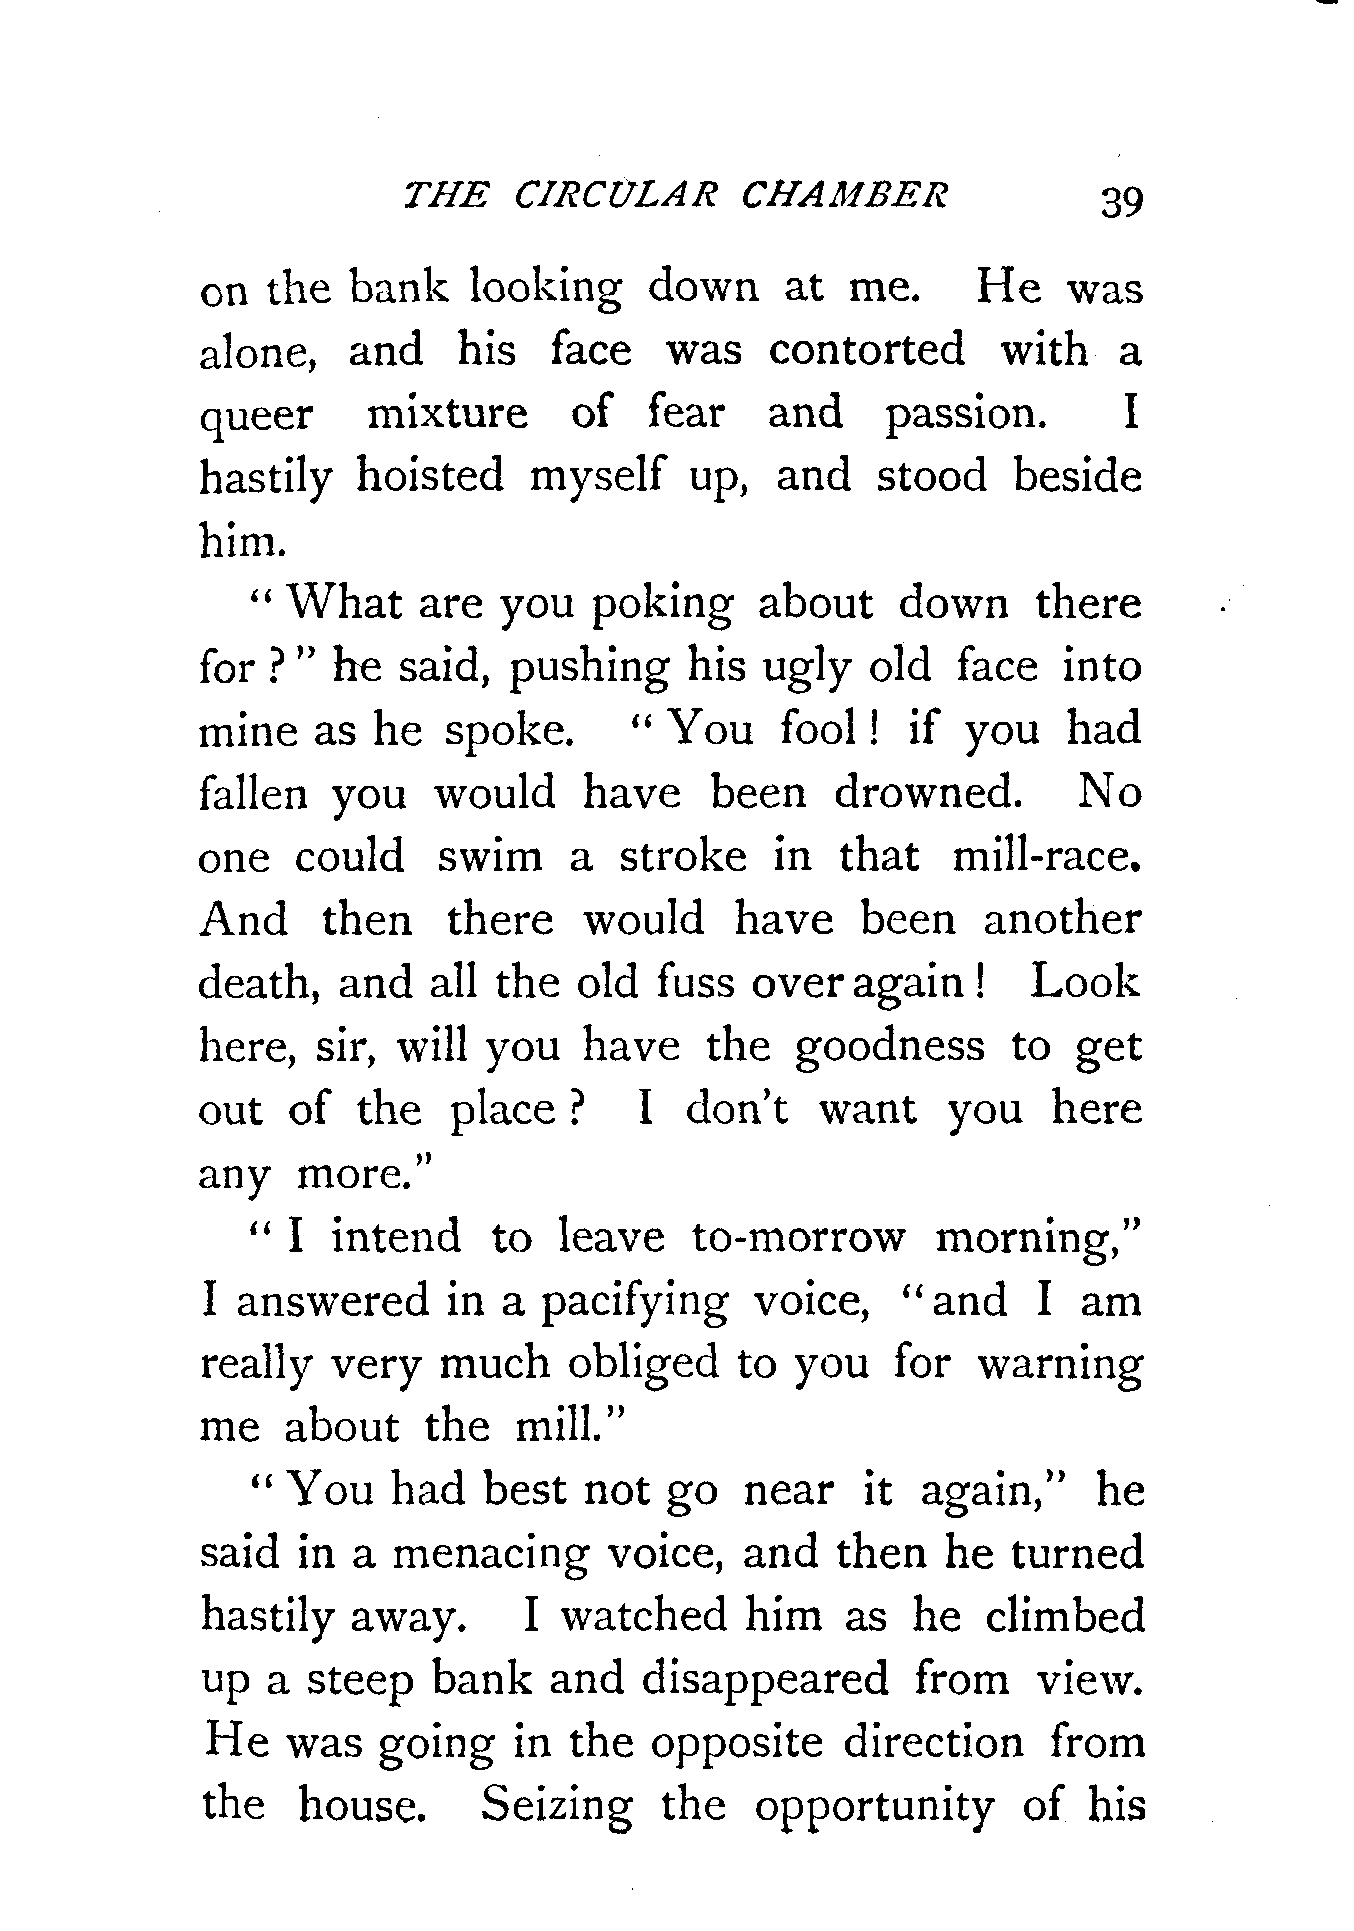 THE CIRCULAR CHAMBER 39
on the bank looking down at me. He was
alone, and his face was contorted with a
queer mixture of fear and passion. I
hastily hoisted myself up, and stood beside
him.
" What are you poking about down there
for ? " he said, pushing his ugly old face into
mine as he spoke. " You fool ! if you had
fallen you would have been drowned. No
one could swim a stroke in that mill-race.
And then there would have been another
death, and all the old fuss over again ! Look
here, sir, will you have the goodness to get
out of the place ? I don't want you here
any more."
" I intend to leave to-morrow morning,"
I answered in a pacifying voice, " and I am
really very much obliged to you for warning
me about the mill."
" You had best not go near it again," he
said in a menacing voice, and then he turned
hastily away. I watched him as he climbed
up a steep bank and disappeared from view.
He was going in the opposite direction from
the house. Seizing the opportunity of his